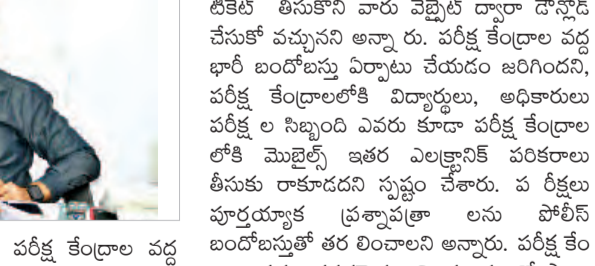 పరీక్ష కేంద్రాల వద్ద
టికెట్ తీసుకొని వారు వెబ్సైట్ ద్వారా డౌన్లోడ్
చేసుకో వచ్చునని అన్నా రు. పరీక్ష కేంద్రాల వద్ద
భారీ బందోబస్తు ఏర్పాటు చేయడం జరిగిందని,
పరీక్ష కేంద్రాలలోకి విద్యార్థులు, అధికారులు
పరీక్ష ల సిబ్బంది ఎవరు కూడా పరీక్ష కేంద్రాల
లోకి మొబైల్స్ ఇతర ఎలక్ట్రానిక్ పరికరాలు
తీసుకు రాకూడదని స్పష్టం చేశారు. ప రీక్షలు
పూర్తయ్యాక ప్రశ్నావత్రా లను పోలీస్
బందోబస్తుతో తర లించాలని అన్నారు. పరీక్ష కేం